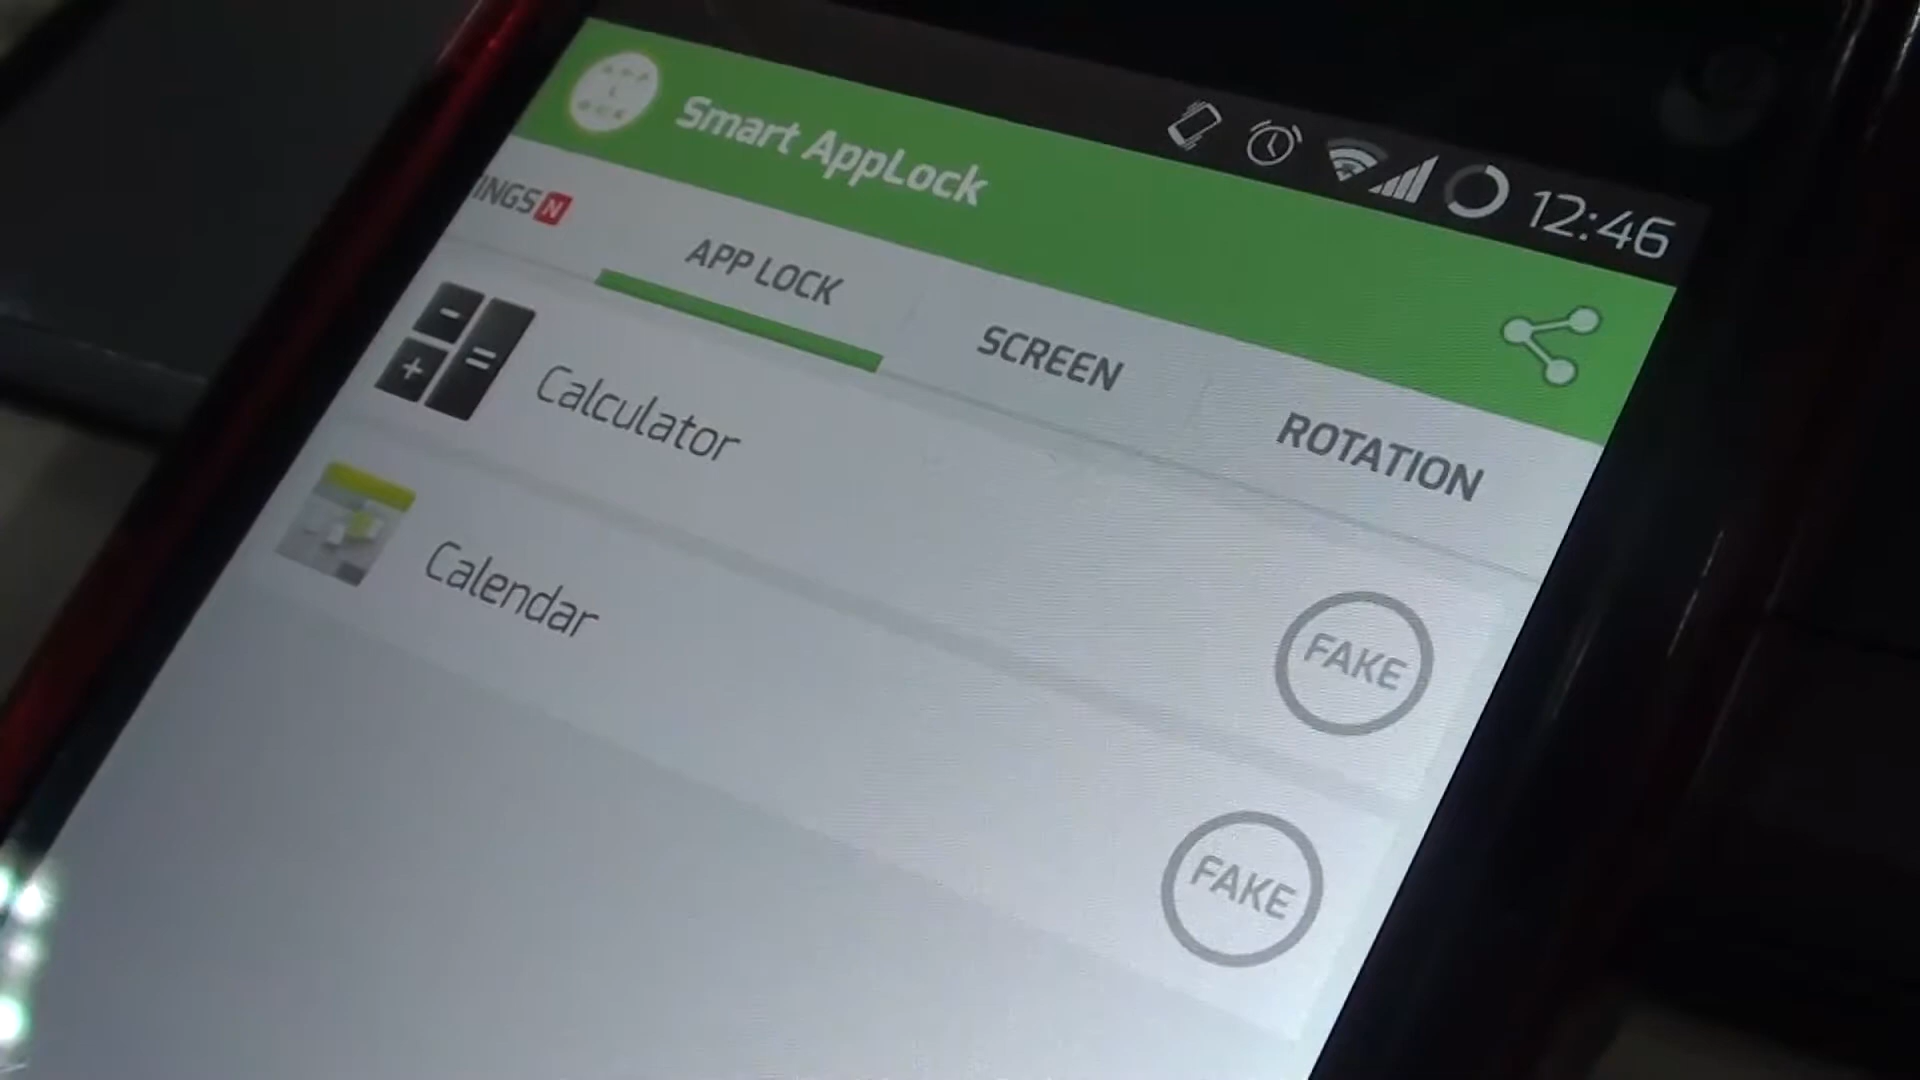 12:46
Smart AppLock
INGS N
APP LOCK
SCREEN
ROTATION
Calculator
FAKE
Calendar
FAKE